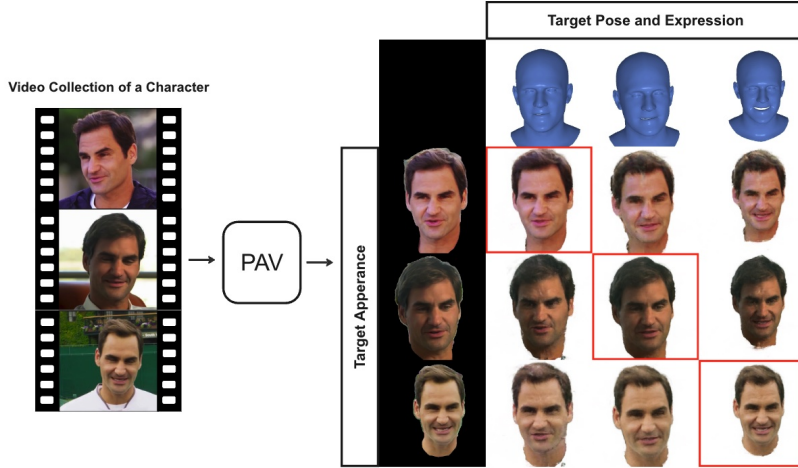 Target Pose and Expression
Video Collection of a Character
PAV
Target Apperance